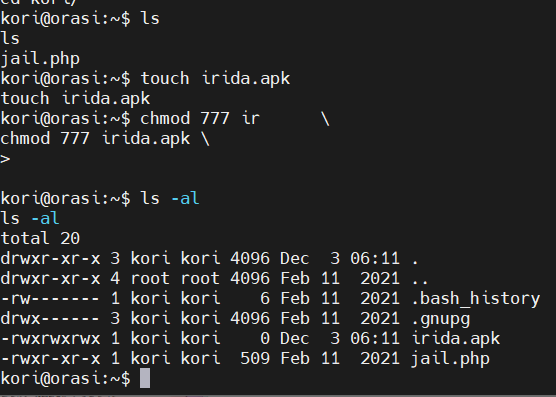 cd kori/
kori@orasi:~$ ls
ls
jail.php
kori@orasi:~$ touch irida.apk
touch irida.apk
kori@orasi:~$ chmod 777 ir      \
chmod 777 irida.apk \
>
kori@orasi:~$ ls -al
ls -al
total 20
drwxr-xr-x 3 kori kori 4096 Dec  3 06:11 .
drwxr-xr-x 4 root root 4096 Feb 11  2021 ..
-rw------- 1 kori kori    6 Feb 11  2021 .bash_history
drwx------ 3 kori kori 4096 Feb 11  2021 .gnupg
-rwxrwxrwx 1 kori kori    0 Dec  3 06:11 irida.apk
-rwxr-xr-x 1 kori kori  509 Feb 11  2021 jail.php
kori@orasi:~$